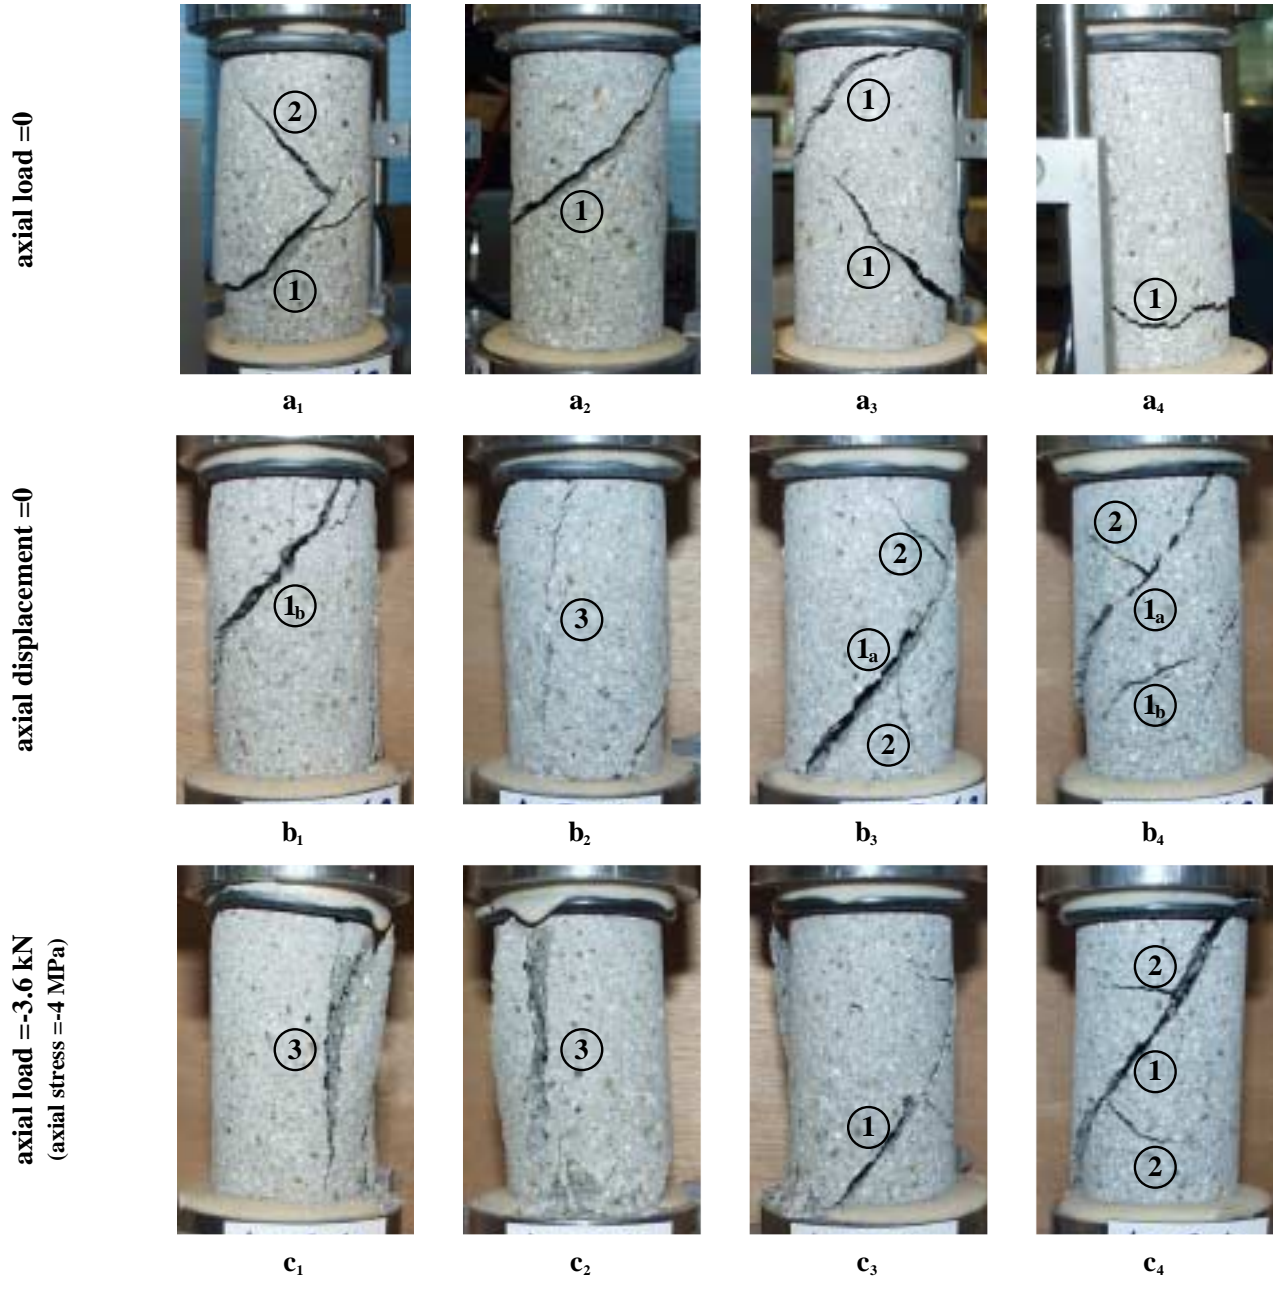 axial load =0
2
1
1
1
1
1
a1
a2
a3
a4
axial displacement =0
1b
3
2
1a
2
2
1a
1b
b1
b2
b3
b4
axial load =-3.6 kN
(axial stress =-4 MPa)
3
3
1
2
1
2
c1
c2
c3
c4